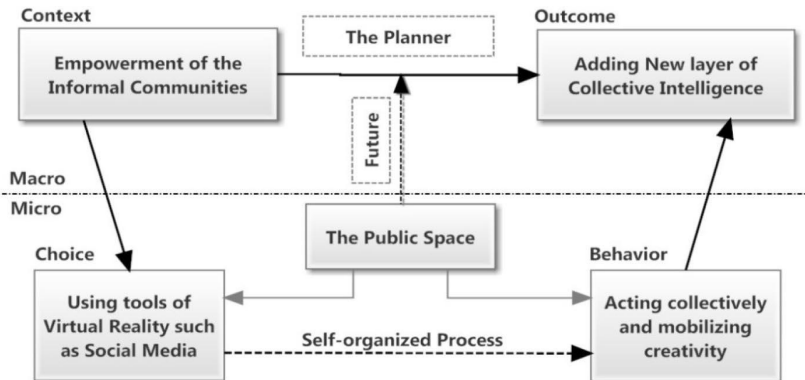 Context
Outcome
The Planner
Empowerment of the
Informal Communities
Adding New layer of
Collective Intelligence
Future
Macro
Micro
The Public Space
Choice
Behavior
Using tools of
Virtual Reality such
as Social Media
Self-organized Process
Acting collectively
and mobilizing
creativity